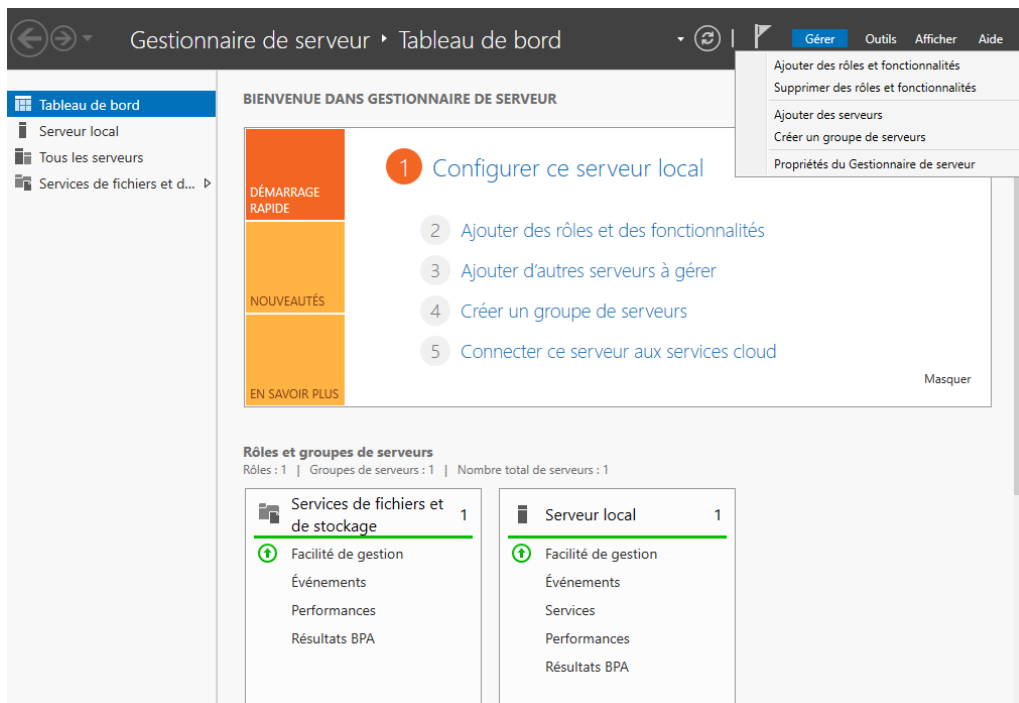 Gestionnaire de serveur ‣ Tableau de bord
Gérer Outils Afficher Aide
Ajouter des rôles et fonctionnalités
Supprimer des rôles et fonctionnalités
Ajouter des serveurs
Créer un groupe de serveurs
Propriétés du Gestionnaire de serveur
Tableau de bord
Serveur local
Tous les serveurs
Services de fichiers et d...
BIENVENUE DANS GESTIONNAIRE DE SERVEUR
DÉMARRAGE
RAPIDE
NOUVEAUTÉS
EN SAVOIR PLUS
1 Configurer ce serveur local
2 Ajouter des rôles et des fonctionnalités
3 Ajouter d'autres serveurs à gérer
4 Créer un groupe de serveurs
5 Connecter ce serveur aux services cloud
Masquer
Rôles et groupes de serveurs
Rôles : 1 | Groupes de serveurs : 1 | Nombre total de serveurs : 1
Services de fichiers et
de stockage
1
Facilité de gestion
Événements
Performances
Résultats BPA
Serveur local 1
Facilité de gestion
Événements
Services
Performances
Résultats BPA